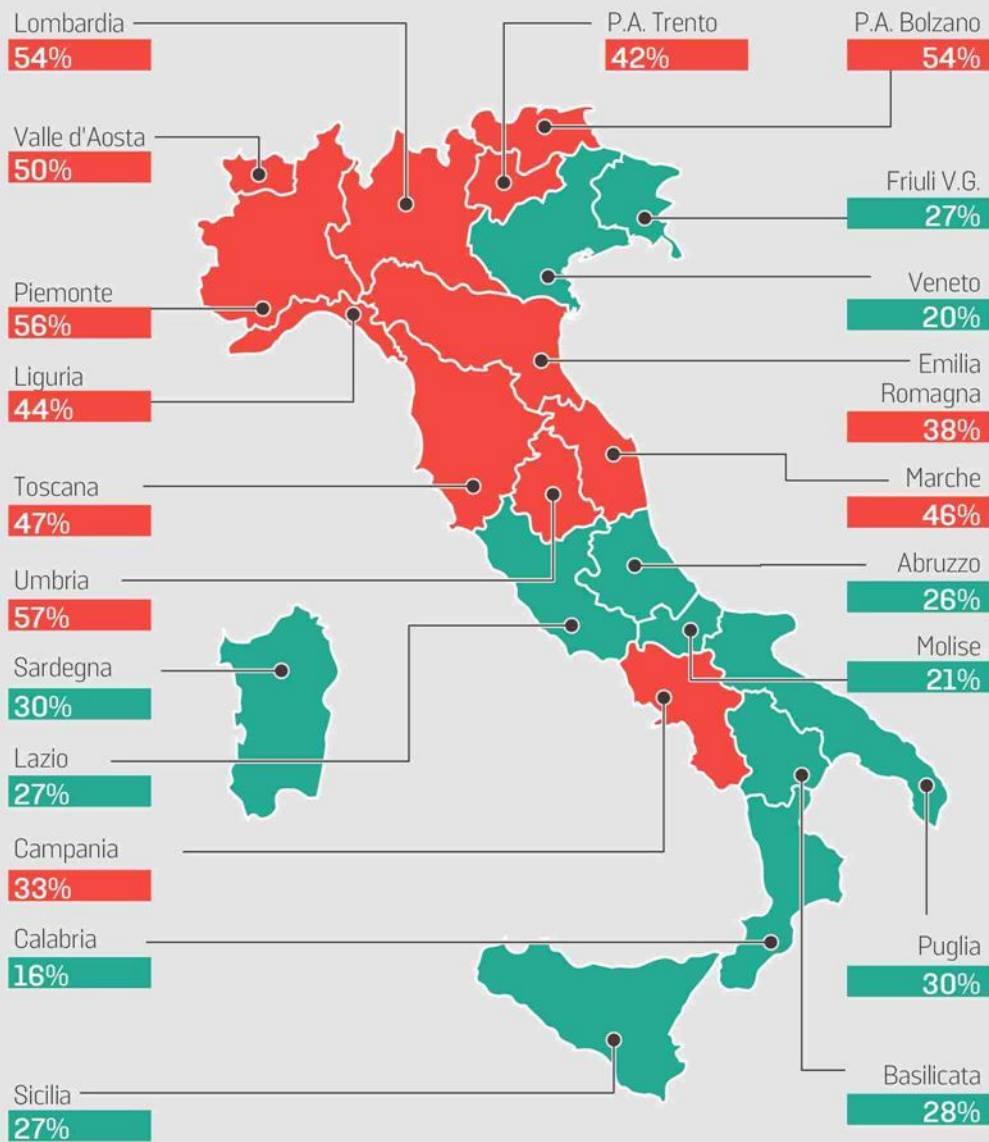 Lombardia
54%
P.A. Trento
42%
P.A. Bolzano
54%
Valle d'Aosta
50%
Friuli V.G.
27%
Piemonte
56%
Veneto
20%
Liguria
44%
Emilia
Romagna
38%
Toscana
47%
Marche
46%
Umbria
57%
Abruzzo
26%
Sardegna
30%
Molise
21%
Lazio
27%
Campania
33%
Calabria
16%
Puglia
30%
Sicilia
27%
Basilicata
28%